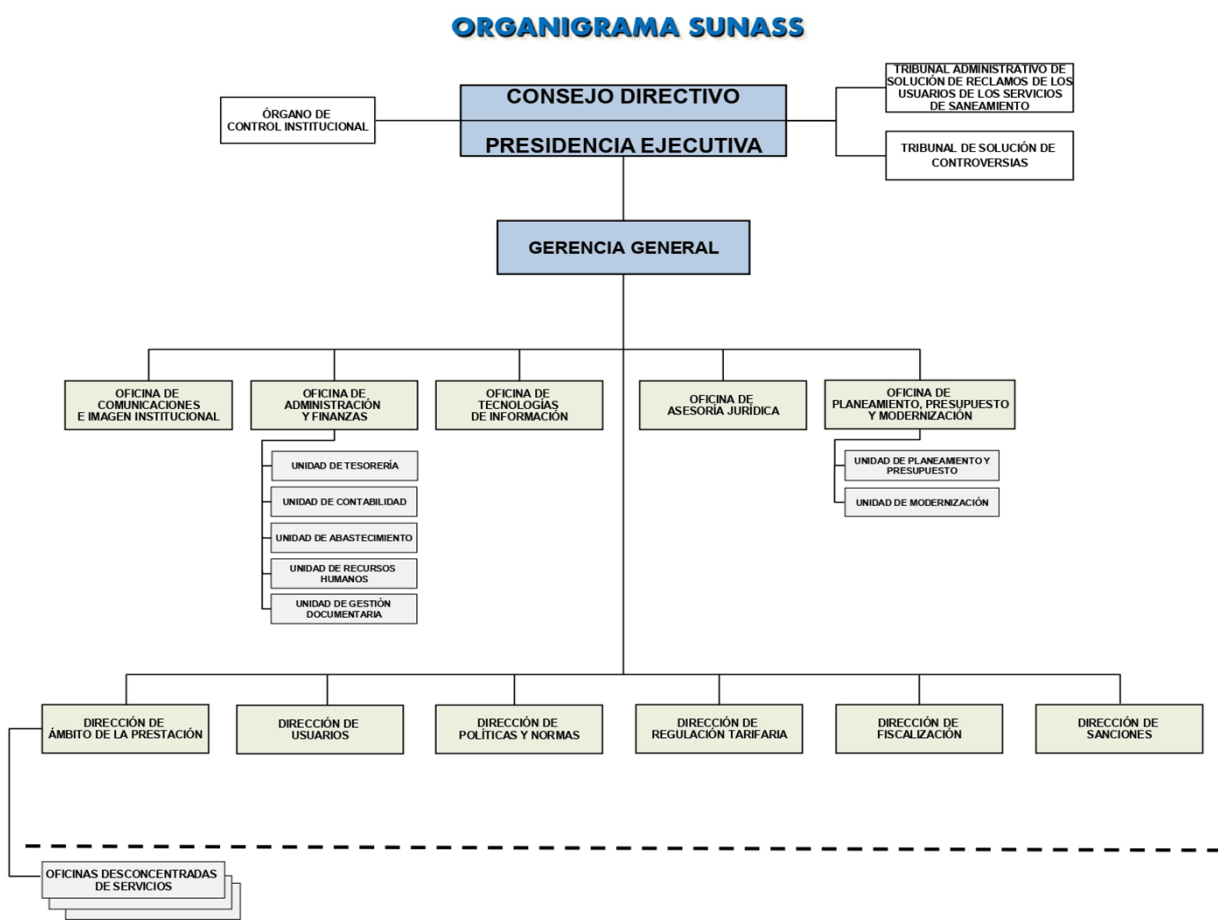 ORGANIGRAMA SUNASS
TRIBUNAL ADMINISTRATIVO DE
SOLUCIÓN DE RECLAMOS DE LOS
USUARIOS DE LOS SERVICIOS
DE SANEAMIENTO
CONSEJO DIRECTIVO
ÓRGANO DE
CONTROL INSTITUCIONAL
PRESIDENCIA EJECUTIVA
TRIBUNAL DE SOLUCIÓN DE
CONTROVERSIAS
GERENCIA GENERAL
OFICINA DE
COMUNICACIONES
E IMAGEN INSTITUCIONAL
OFICINA DE
ADMINISTRACIÓN
Y FINANZAS
OFICINA DE
TECNOLOGÍAS
DE INFORMACIÓN
OFICINA DE
ASESORÍA JURÍDICA
OFICINA DE
PLANEAMIENTO, PRESUPUESTO
Y MODERNIZACIÓN
UNIDAD DE TESORERÍA
UNIDAD DE CONTABILIDAD
UNIDAD DE ABASTECIMIENTO
UNIDAD DE RECURSOS
HUMANOS
UNIDAD DE GESTIÓN
DOCUMENTARIA
UNIDAD DE PLANEAMIENTO Y
PRESUPUESTO
UNIDAD DE MODERNIZACIÓN
DIRECCIÓN DE
ÁMBITO DE LA PRESTACIÓN
DIRECCIÓN DE
USUARIOS
DIRECCIÓN DE
POLÍTICAS Y NORMAS
DIRECCIÓN DE
REGULACIÓN TARIFARIA
DIRECCIÓN DE
FISCALIZACIÓN
DIRECCIÓN DE
SANCIONES
OFICINAS DESCONCENTRADAS
DE SERVICIOS